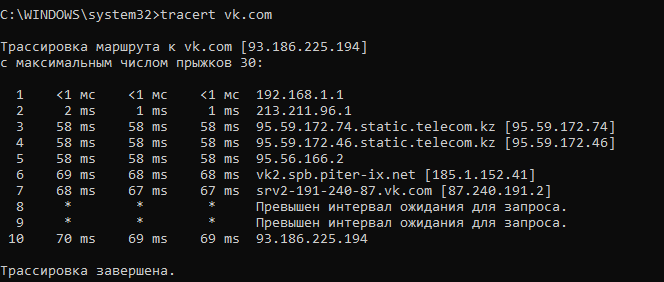 C:\WINDOWS\system32>tracert vk.com
Трассировка маршрута к vk.com [93.186.225.194]
с максимальным числом прыжков 30:
1 <1 мс <1 мс <1 мс 192.168.1.1
2 2 ms 1 ms 1 ms 213.211.96.1
3 58 ms 58 ms 58 ms 95.59.172.74.static.telecom.kz [95.59.172.74]
4 58 ms 58 ms 58 ms 95.59.172.46.static.telecom.kz [95.59.172.46]
5 58 ms 58 ms 58 ms 95.56.166.2
6 69 ms 68 ms 68 ms vk2.spb.piter-ix.net [185.1.152.41]
7 68 ms 67 ms 67 ms srv2-191-240-87.vk.com [87.240.191.2]
8 * * * Превышен интервал ожидания для запроса.
9 * * * Превышен интервал ожидания для запроса.
10 70 ms 69 ms 69 ms 93.186.225.194
Трассировка завершена.